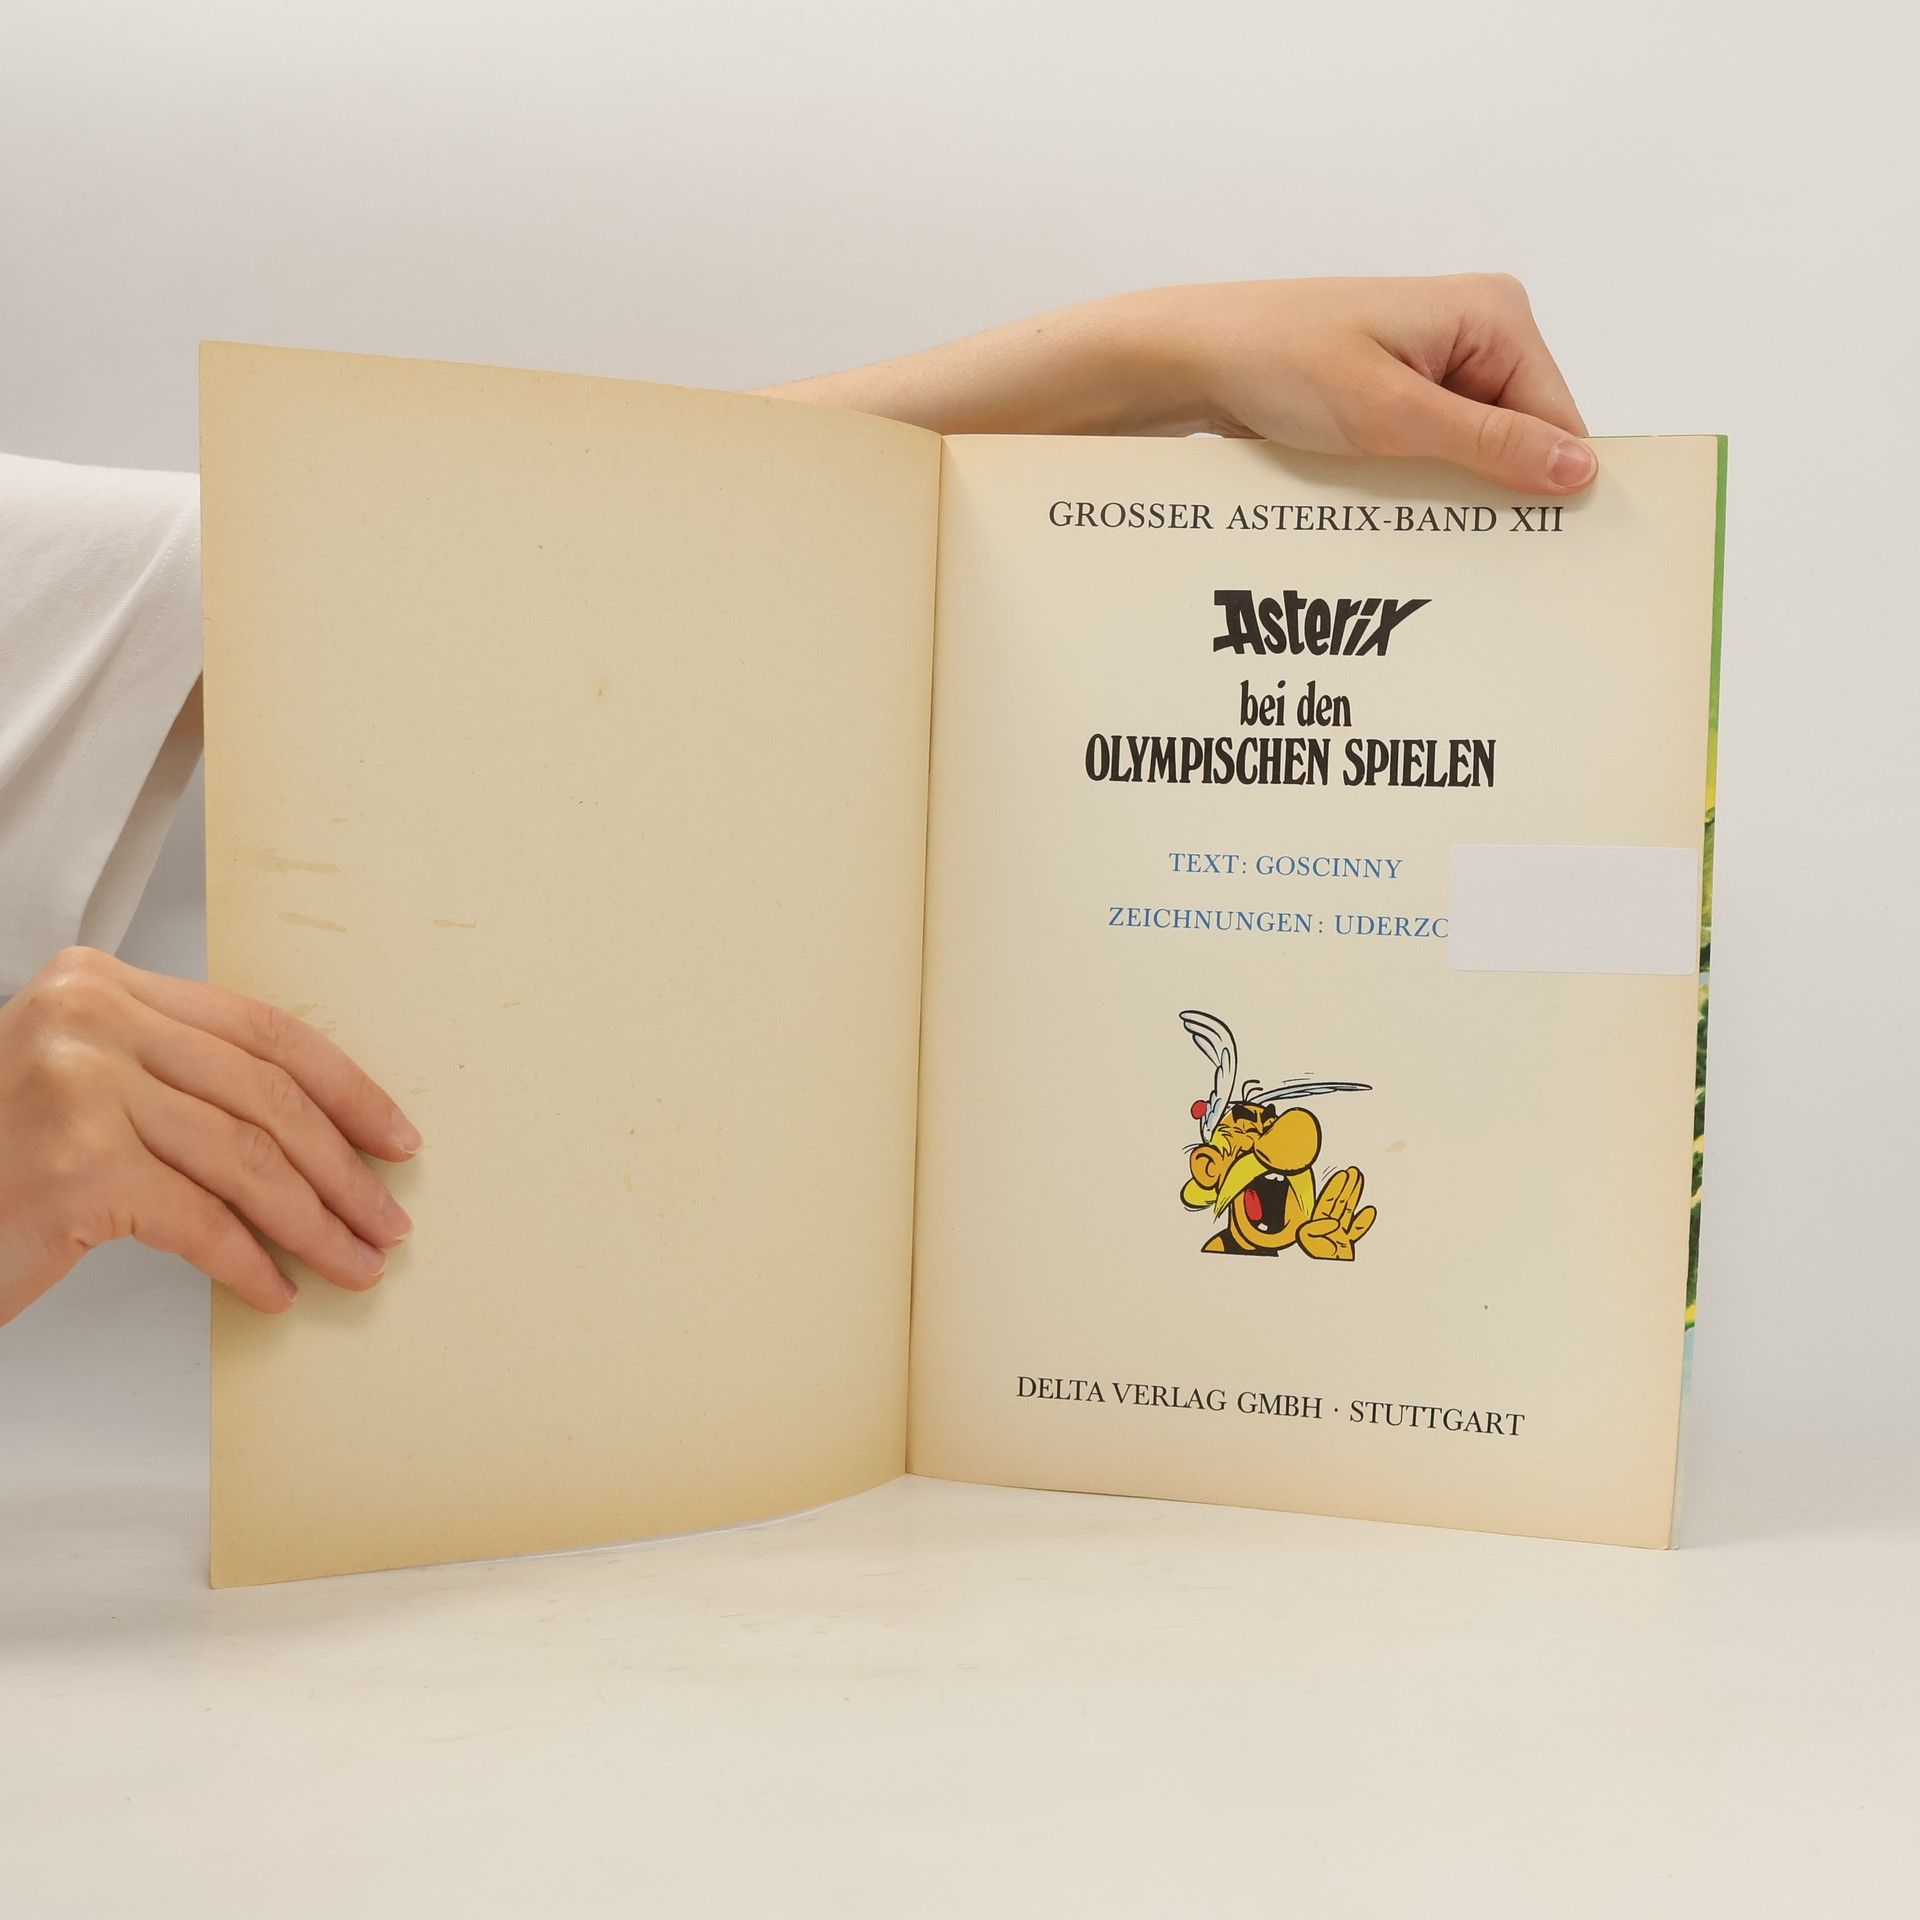 GROSSER ASTERIX-BAND XII
Asterix
bei den
OLYMPISCHEN SPIELEN
TEXT: GOSCINNY
ZEICHNUNGEN: UDERZO
DELTA VERLAG GMBH · STUTTGART